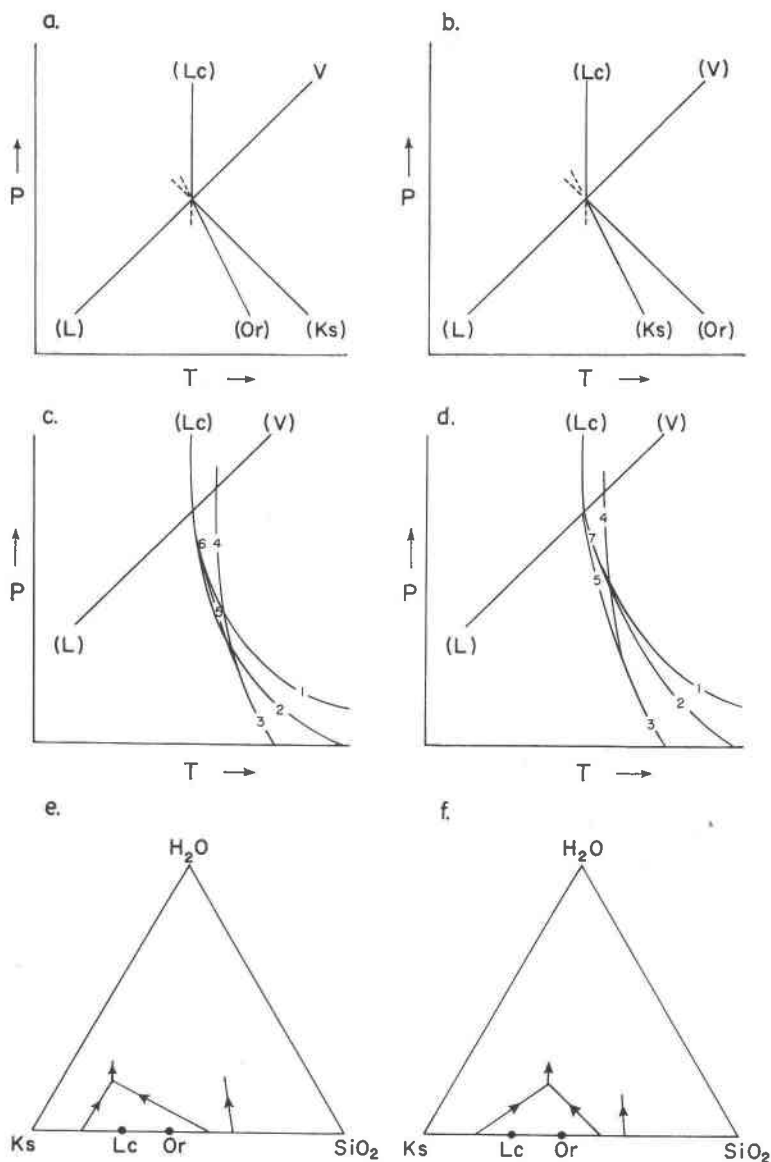 a.
b.
(Lc)
V
(Lc)
(V)
P
P
(L)
(Or)
(Ks)
(L)
(Ks)
(Or)
T
T
c.
d.
(Lc)
(V)
(Lc)
(V)
6
4
5
1
2
3
7
4
5
1
2
3
P
P
(L)
(L)
T
T
e.
f.
H₂O
H₂O
Ks
Lc
Or
SiO₂
Ks
Lc
Or
SiO₂